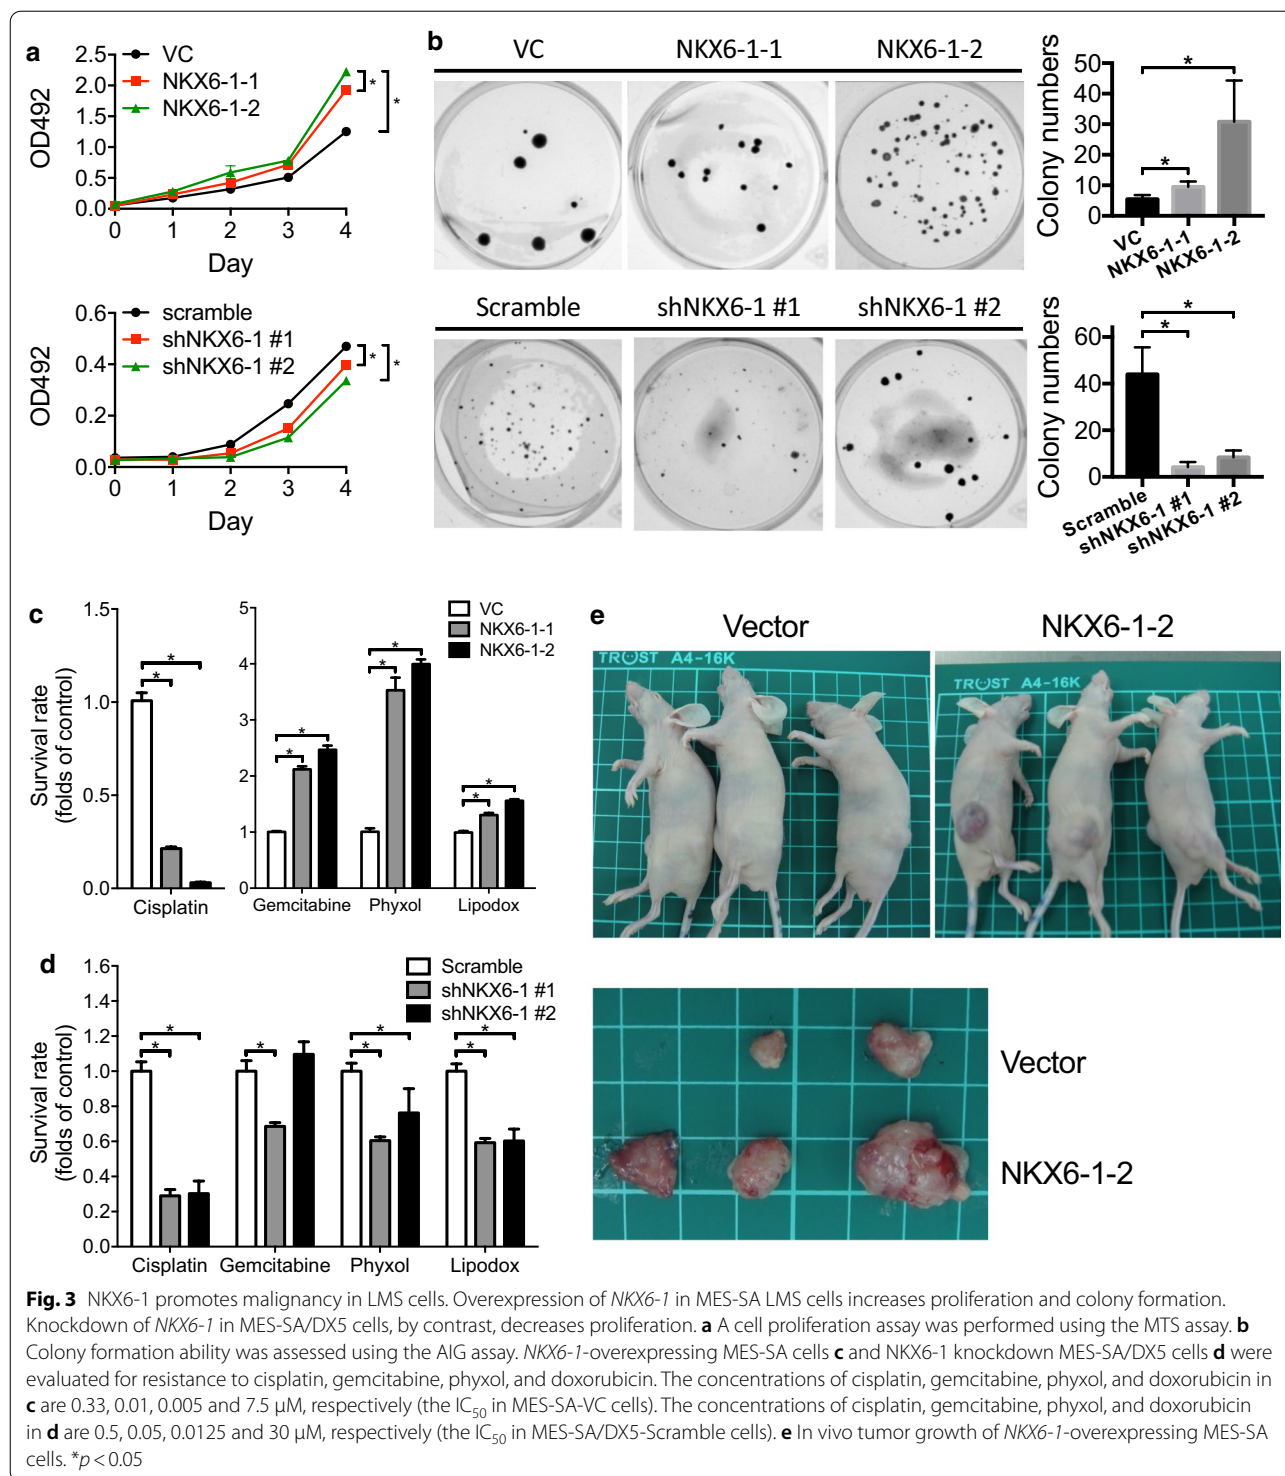 a
2.5
2.0
1.5
1.0
0.5
0.0
OD492
VC
NKX6-1-1
NKX6-1-2
*
*
0 1 2 3 4
Day
0.6
0.4
0.2
0.0
OD492
scramble
shNKX6-1 #1
shNKX6-1 #2
*
*
0 1 2 3 4
Day
b
VC NKX6-1-1 NKX6-1-2
Colony numbers
50
40
30
20
10
0
*
*
VC
NKX6-1-1
NKX6-1-2
Scramble shNKX6-1 #1 shNKX6-1 #2
Colony numbers
60
40
20
0
*
*
Scramble
shNKX6-1 #1
shNKX6-1 #2
c
Survival rate
(folds of control)
1.5
1.0
0.5
0.0
*
*
Cisplatin
5
4
3
2
1
0
VC
NKX6-1-1
NKX6-1-2
*
*
*
*
*
*
Gemcitabine Phyxol Lipodox
d
Survival rate
(folds of control)
1.6
1.4
1.2
1.0
0.8
0.6
0.4
0.2
0.0
Scramble
shNKX6-1 #1
shNKX6-1 #2
*
*
*
*
*
*
*
Cisplatin Gemcitabine Phyxol Lipodox
e
Vector NKX6-1-2
TRUST A4-16K
TRUST A4-16K
Vector
NKX6-1-2
Fig. 3 NKX6-1 promotes malignancy in LMS cells. Overexpression of NKX6-1 in MES-SA LMS cells increases proliferation and colony formation.
Knockdown of NKX6-1 in MES-SA/DX5 cells, by contrast, decreases proliferation. a A cell proliferation assay was performed using the MTS assay. b
Colony formation ability was assessed using the AIG assay. NKX6-1-overexpressing MES-SA cells c and NKX6-1 knockdown MES-SA/DX5 cells d were
evaluated for resistance to cisplatin, gemcitabine, phyxol, and doxorubicin. The concentrations of cisplatin, gemcitabine, phyxol, and doxorubicin in
c are 0.33, 0.01, 0.005 and 7.5 µM, respectively (the IC50 in MES-SA-VC cells). The concentrations of cisplatin, gemcitabine, phyxol, and doxorubicin
in d are 0.5, 0.05, 0.0125 and 30 µM, respectively (the IC50 in MES-SA/DX5-Scramble cells). e In vivo tumor growth of NKX6-1-overexpressing MES-SA
cells. *p < 0.05